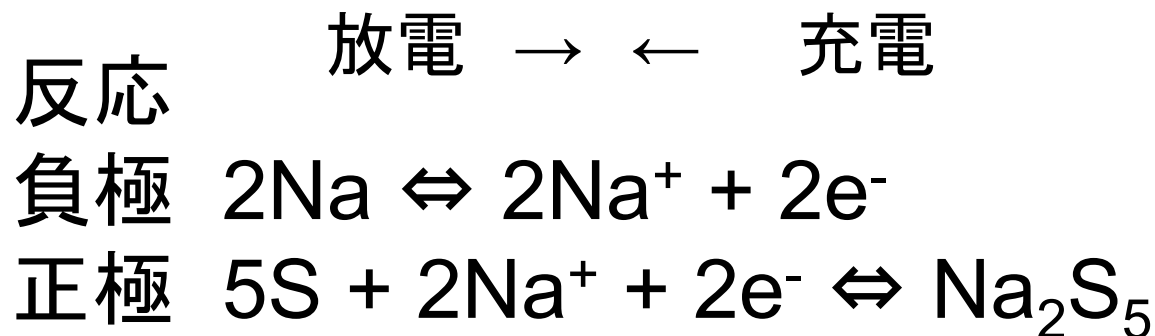 放電 → ← 充電
反応
負極 2Na ⇔ 2Na⁺ + 2e⁻
正極 5S + 2Na⁺ + 2e⁻ ⇔ Na₂S₅